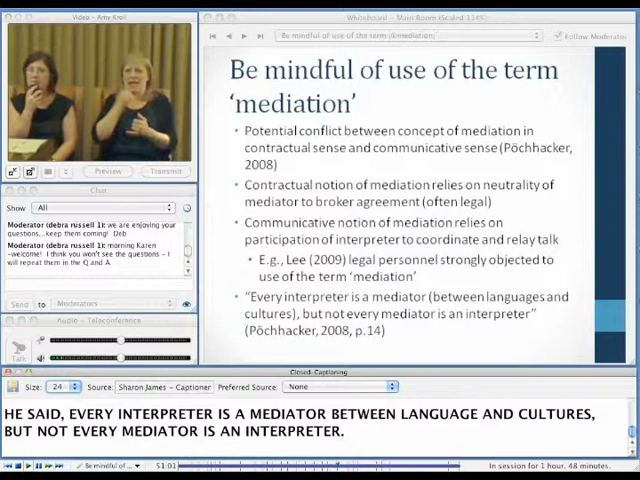 Video - Amy Kroll
Whiteboard - Main Room (Scaled 114%)
Be mindful of use of the term 'mediation'
Follow Moderator
Be mindful of use of the term
'mediation'
• Potential conflict between concept of mediation in
contractual sense and communicative sense (Pöchhacker,
2008)
• Contractual notion of mediation relies on neutrality of
mediator to broker agreement (often legal)
• Communicative notion of mediation relies on
participation of interpreter to coordinate and relay talk
• E.g., Lee (2009) legal personnel strongly objected to
use of the term 'mediation'
• "Every interpreter is a mediator (between languages and
cultures), but not every mediator is an interpreter"
(Pöchhacker, 2008, p.14)
Preview
Transmit
Chat
Show All
Moderator (debra russell 1): we are enjoying your
questions...keep them coming! Deb
Moderator (debra russell 1): morning Karen
-welcome! I think you won't see the questions - I
will repeat them in the Q and A
Send to Moderators
Audio - Teleconference
Talk
Closed-Captioning
Size: 24 Source: Sharon James - Captioner Preferred Source: None
HE SAID, EVERY INTERPRETER IS A MEDIATOR BETWEEN LANGUAGE AND CULTURES,
BUT NOT EVERY MEDIATOR IS AN INTERPRETER.
Be mindful of ... 51:01 In session for 1 hour, 48 minutes.